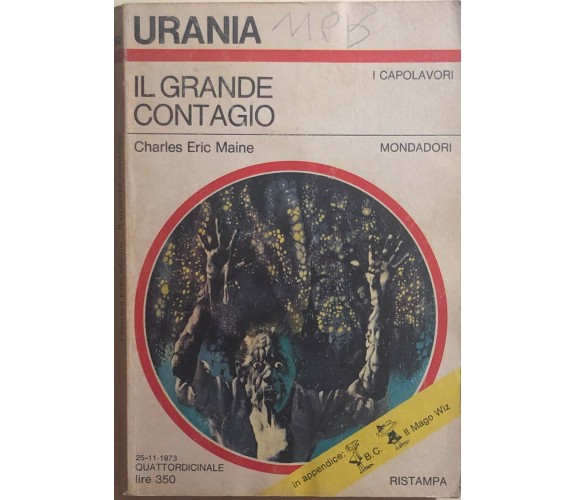 URANIA MPB
IL GRANDE
CONTAGIO
I CAPOLAVORI
Charles Eric Maine
MONDADORI
25-11-1973
QUATTORDICINALE
lire 350
in appendice: B.C. Il Mago Wiz
RISTAMPA